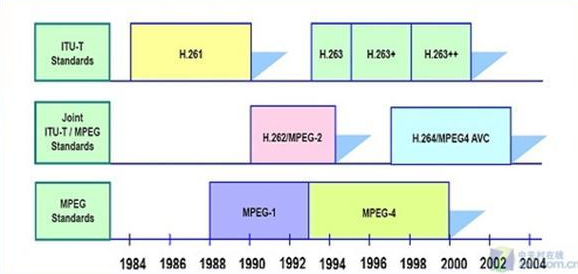 ITU-T
Standards
H.261
H.263
H.263+
H.263++
Joint
ITU-T / MPEG
Standards
H.262/MPEG-2
H.264/MPEG4 AVC
MPEG
Standards
MPEG-1
MPEG-4
1984 1986 1988 1990 1992 1994 1996 1998 2000 2002 2004